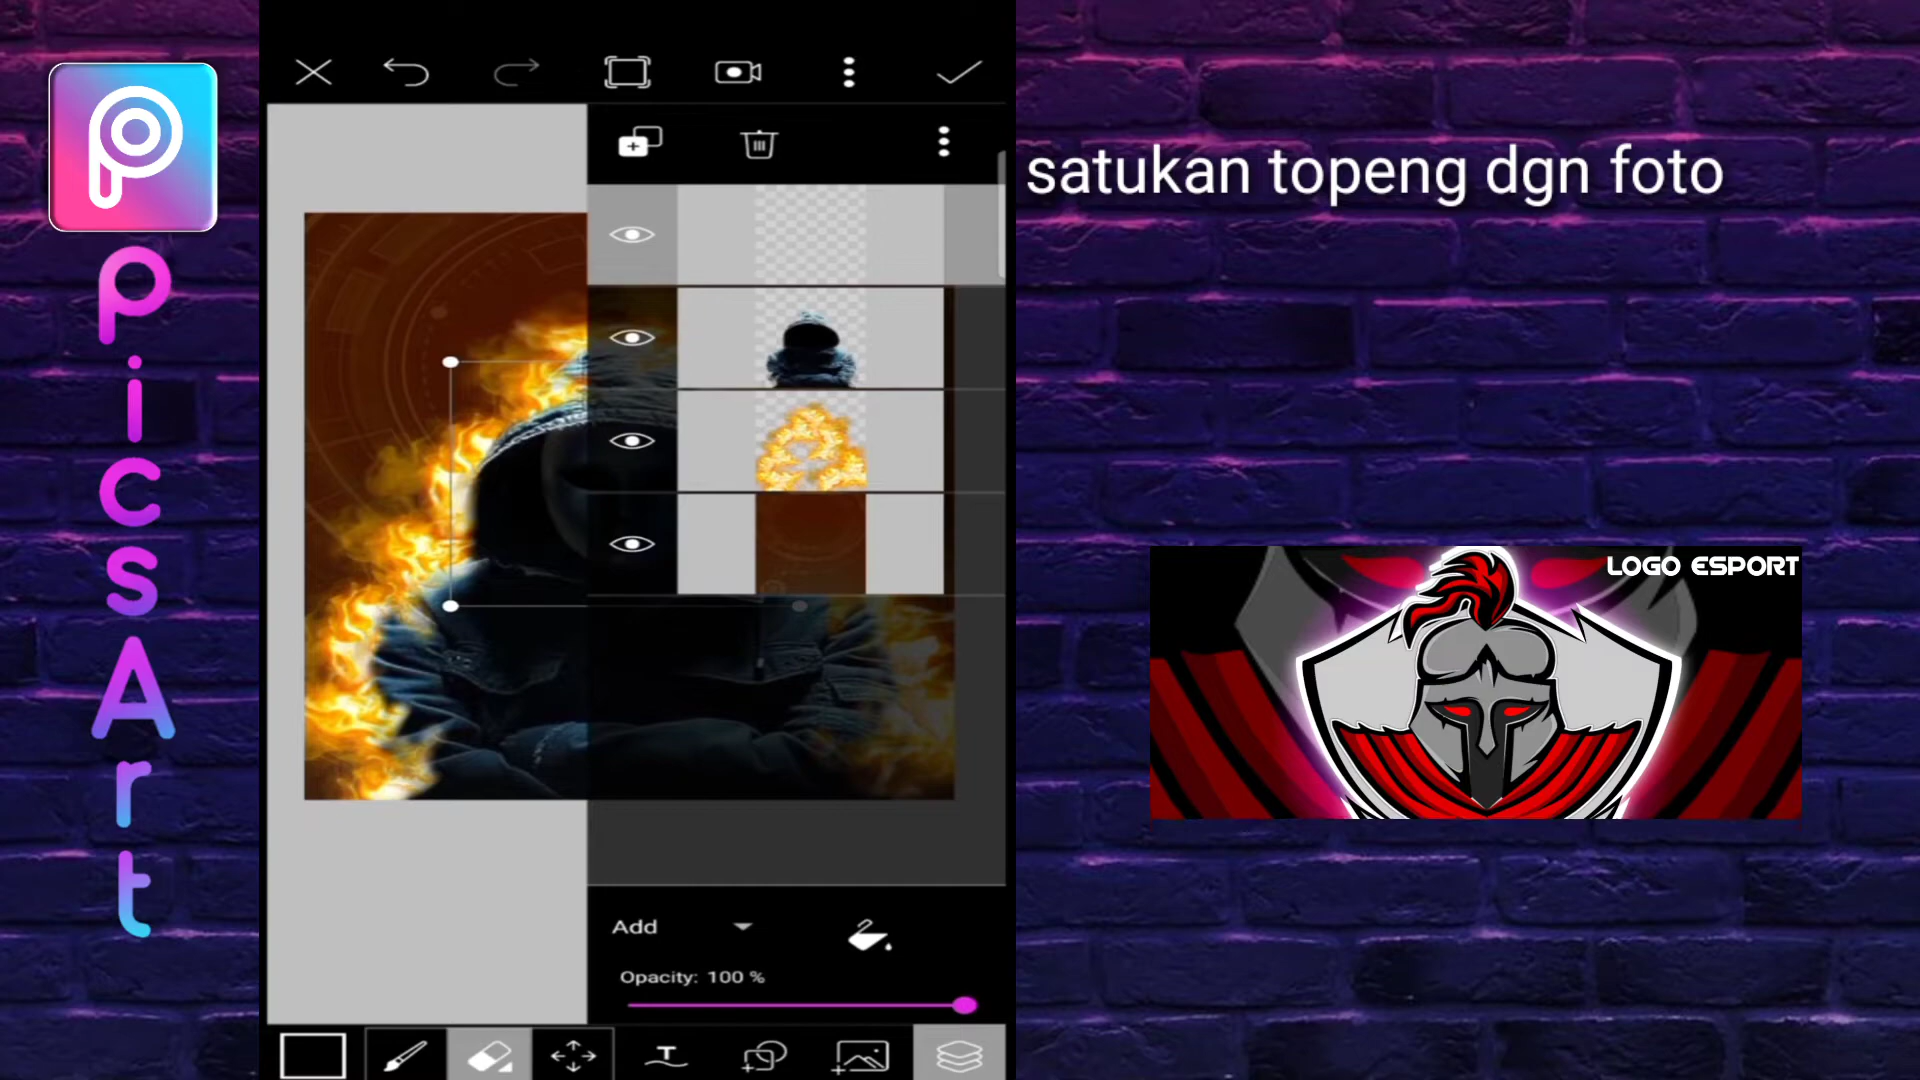 PicsArt
satukan topeng dgn foto
LOGO ESPORT
Add
Opacity: 100 %